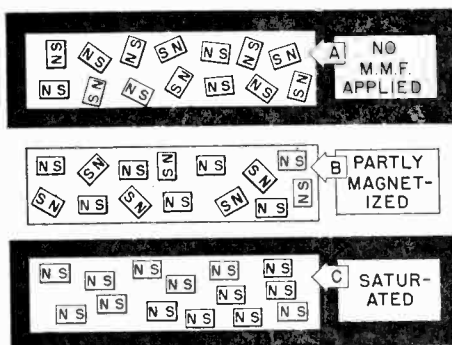 N S N S N S S N N S N S S N
N S S N N S S N N S N S S N
A NO
M.M.F.
APPLIED
N S S N N S S N N S S N N S
S N N S S N N S S N N S N S
B PARTLY
MAGNET-
IZED
N S N S N S N S N S N S
N S N S
N S N S N S N S N S N S
C SATUR-
ATED